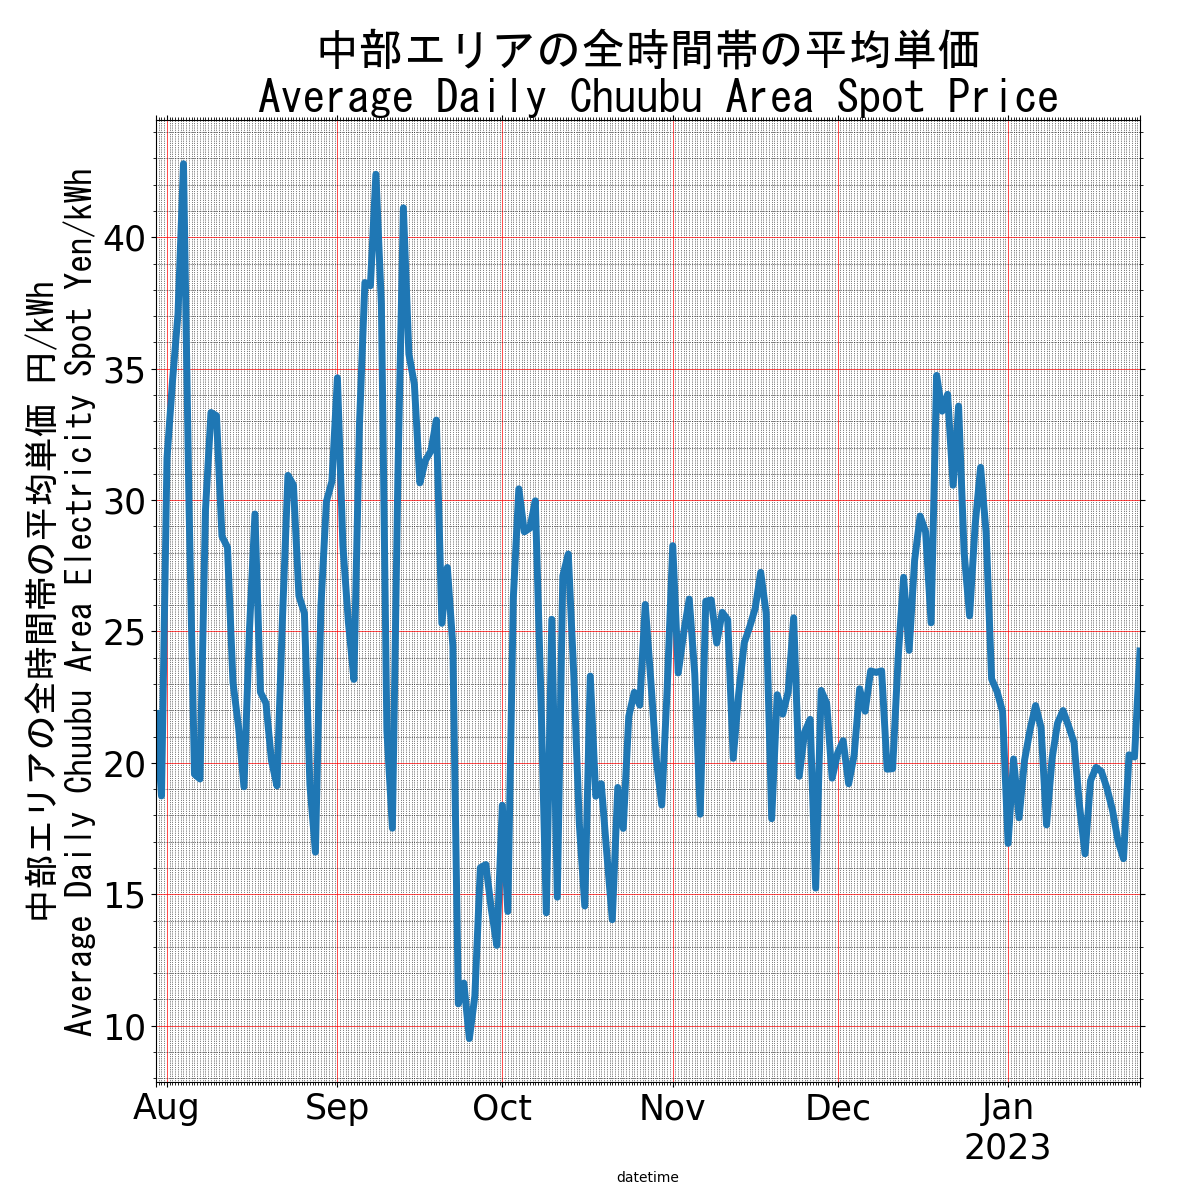 中部エリアの全時間帯の平均単価
Average Daily Chuubu Area Spot Price
中部エリアの全時間帯の平均単価 円/kWh
Average Daily Chuubu Area Electricity Spot Yen/kWh
40
35
30
25
20
15
10
Aug Sep Oct Nov Dec Jan
2023
datetime